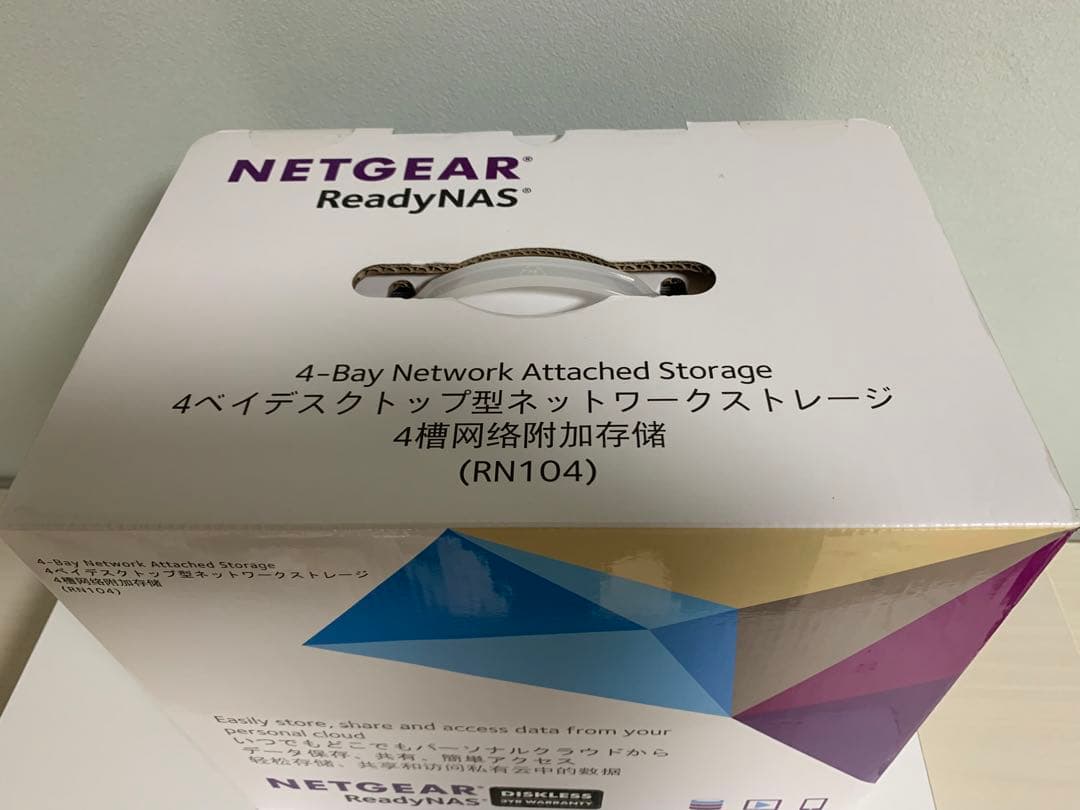 NETGEAR®
ReadyNAS®
4-Bay Network Attached Storage
4ベイデスクトップ型ネットワークストレージ
4槽网络附加存储
(RN104)
4-Bay Network Attached Storage
4ベイデスクトップ型ネットワークストレージ
4槽网络附加存储
(RN104)
Easily store, share and access data from your
personal cloud
いつでもどこでもパーソナルクラウドから
データ保存、共有、簡単アクセス
轻松存储、共享和访问私有云中的数据
NETGEAR®
ReadyNAS®
DISKLESS
3YR WARRANTY